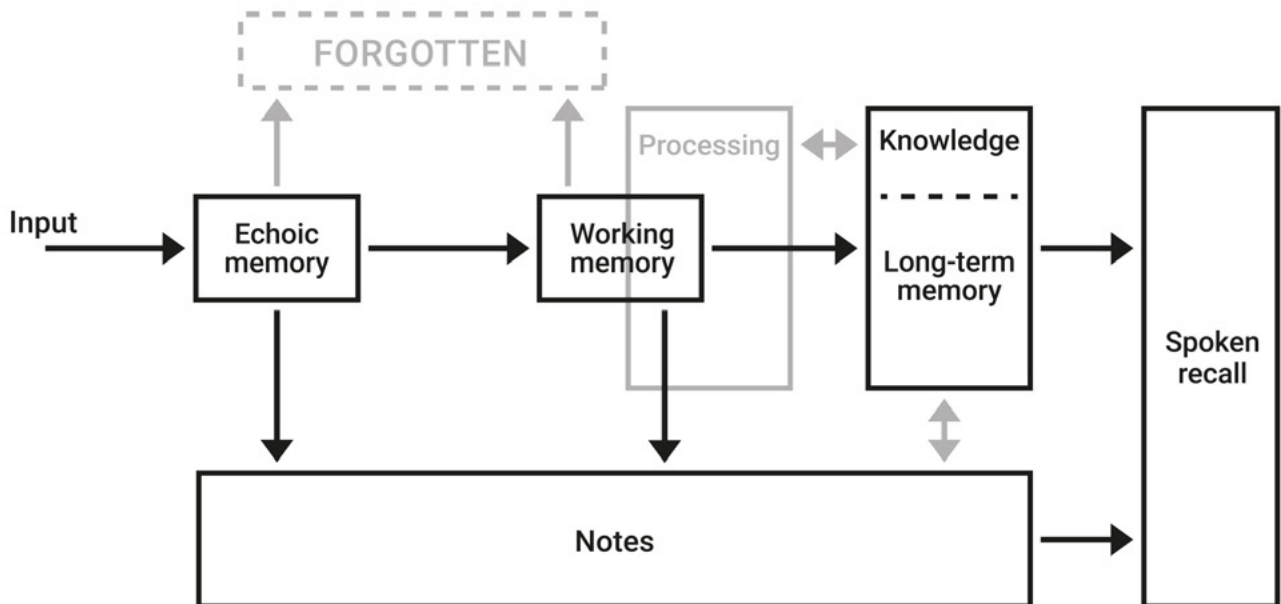 FORGOTTEN
Processing
Knowledge
Input
Echoic
memory
Working
memory
Long-term
memory
Spoken
recall
Notes